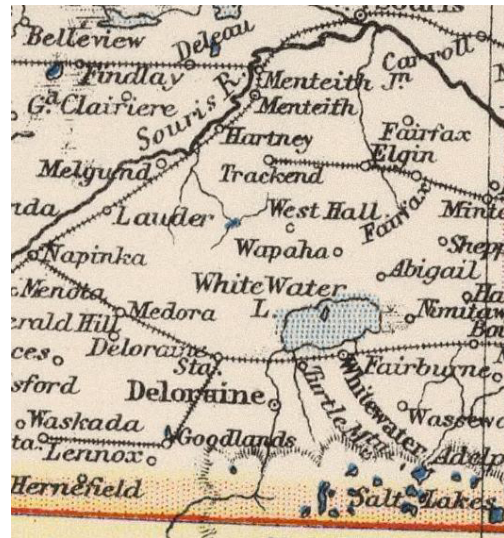 Souris
Belleview
Deleau
Carroll
Findlay
Souris R.
Menteith Jn.
Gd. Clairiere
Menteith
Hartney
Fairfax
Melgund
Trackend
Elgin
Lauder
West Hall
Fairfax
Napinka
Wapaha
Abigail
Menota
White Water
L.
Medora
Deloraine
Sta.
Fairburne
Deloraine
Turtle Mtn
Whitewater
Waskada
Goodlands
Lennox
Hernefield
Salt Lakes